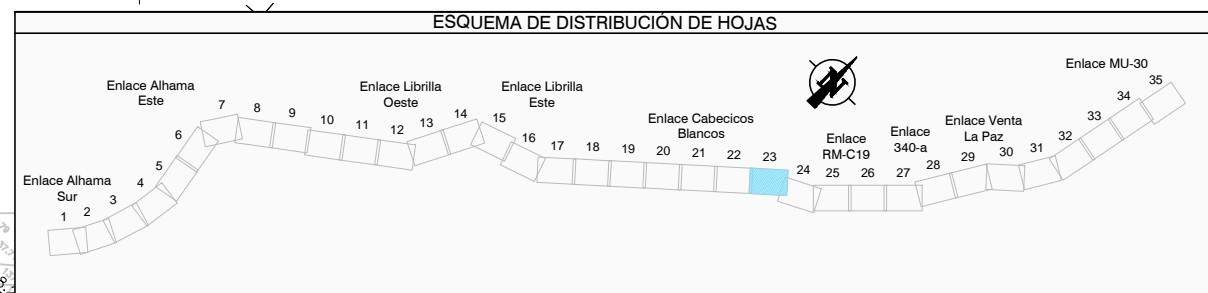 ESQUEMA DE DISTRIBUCIÓN DE HOJAS
Enlace Alhama
Sur
1
2
3
4
5
6
Enlace Alhama
Este
7
8
9
10
11
12
Enlace Librilla
Oeste
13
14
15
Enlace Librilla
Este
16
17
18
19
20
21
22
23
Enlace Cabecicos
Blancos
N
24
25
26
27
Enlace
RM-C19
Enlace
340-a
28
29
30
31
Enlace Venta
La Paz
32
33
34
35
Enlace MU-30